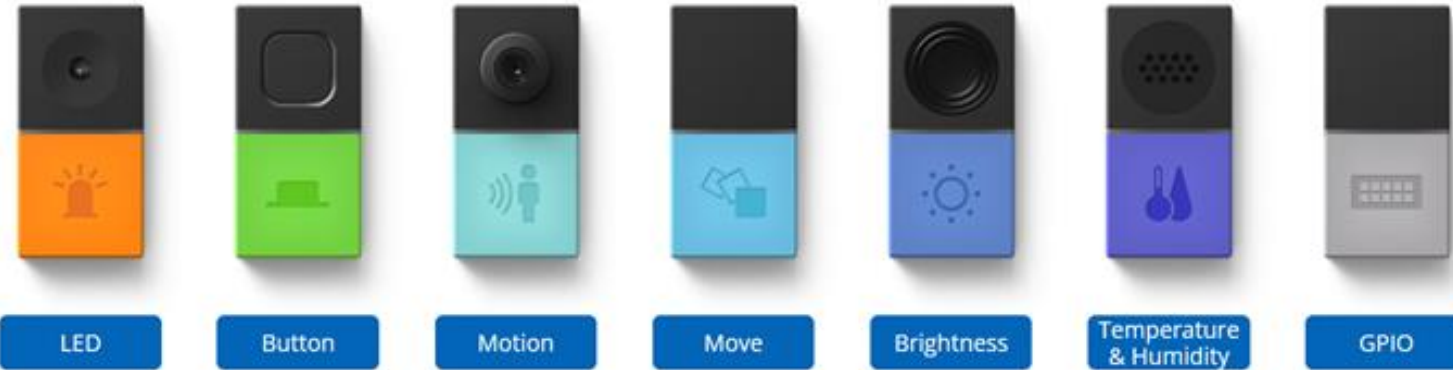 LED
Button
Motion
Move
Brightness
Temperature
& Humidity
GPIO